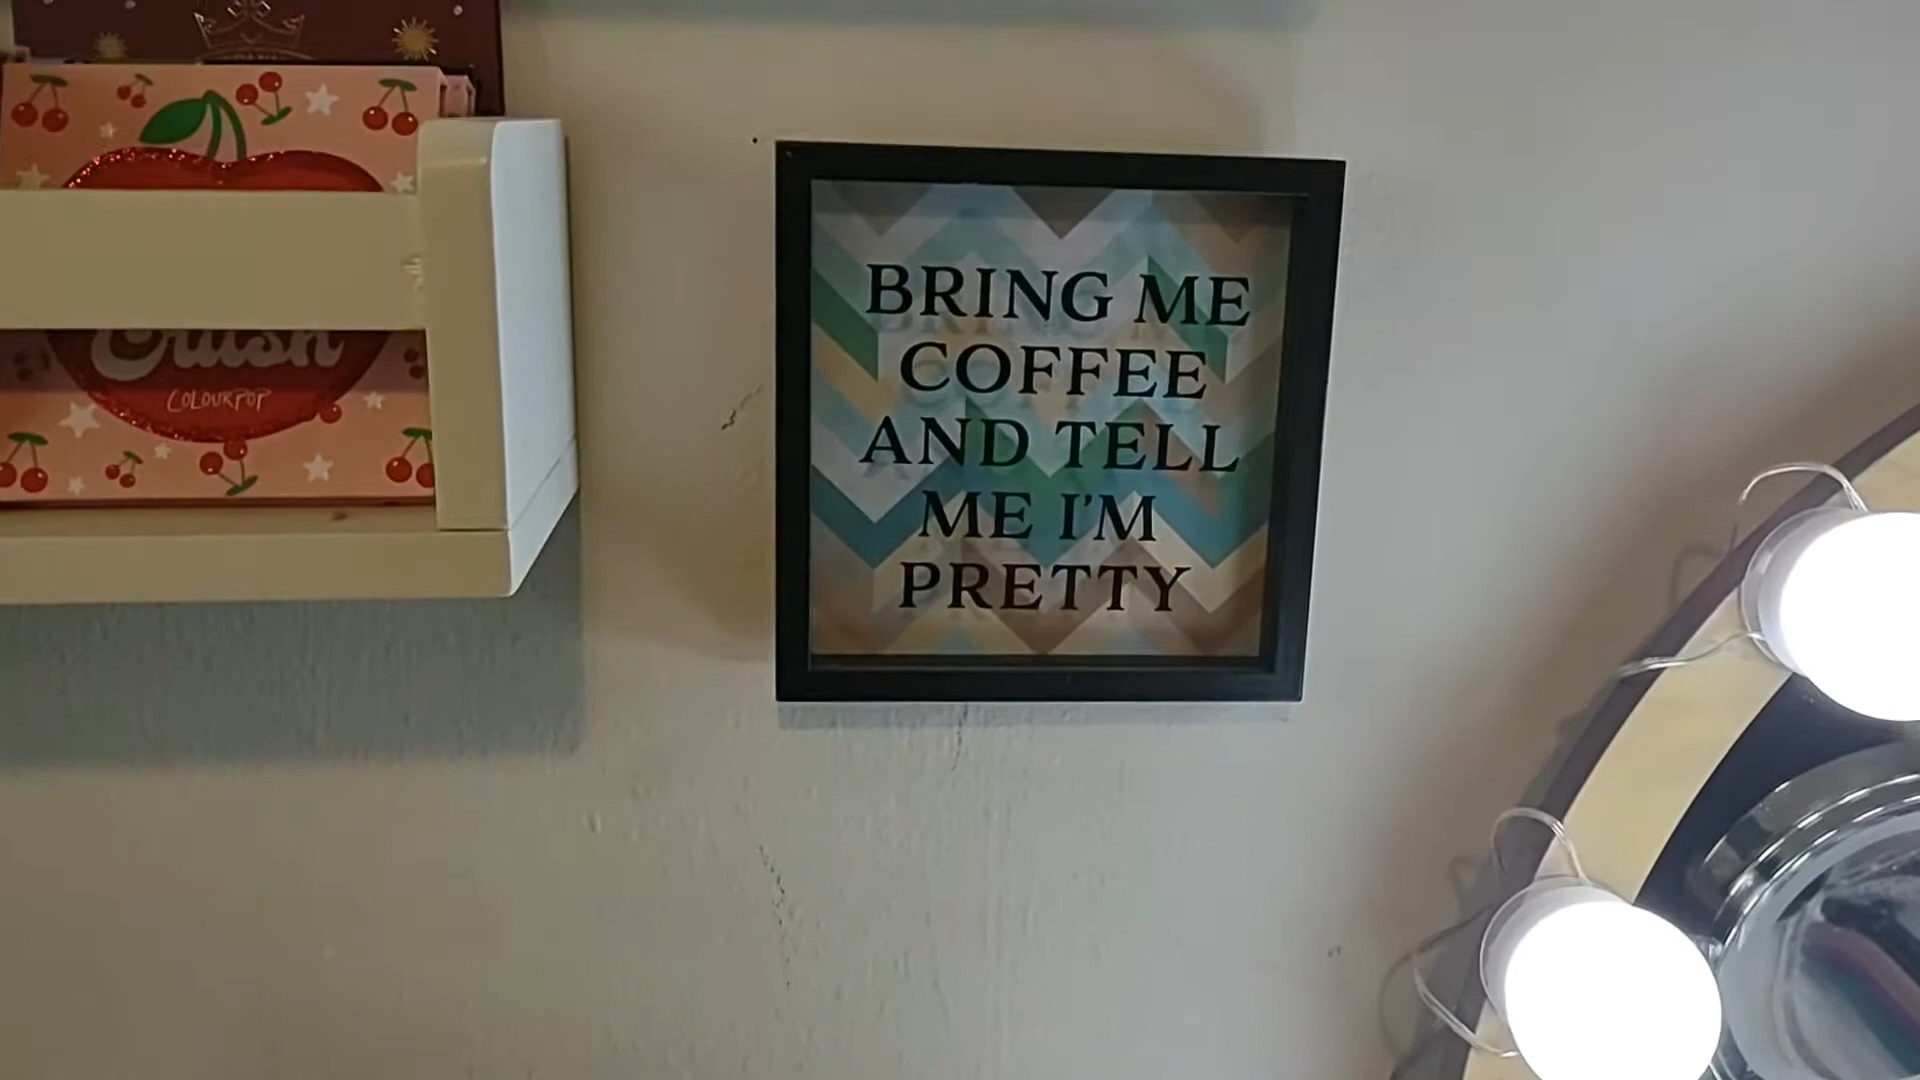 Crush
COLOURPOP
BRING ME
COFFEE
AND TELL
ME I'M
PRETTY